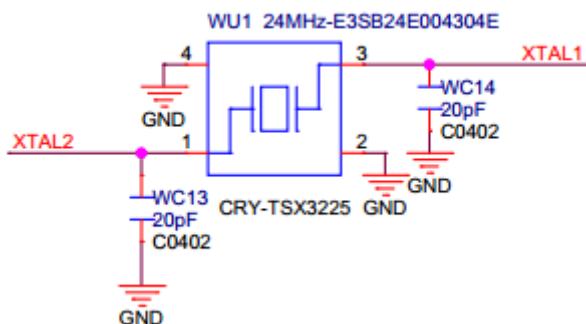 WU1 24MHz-E3SB24E004304E
4
3
XTAL1
GND
WC14
20pF
C0402
XTAL2
1
2
GND
GND
WC13
20pF
C0402
CRY-TSX3225
GND